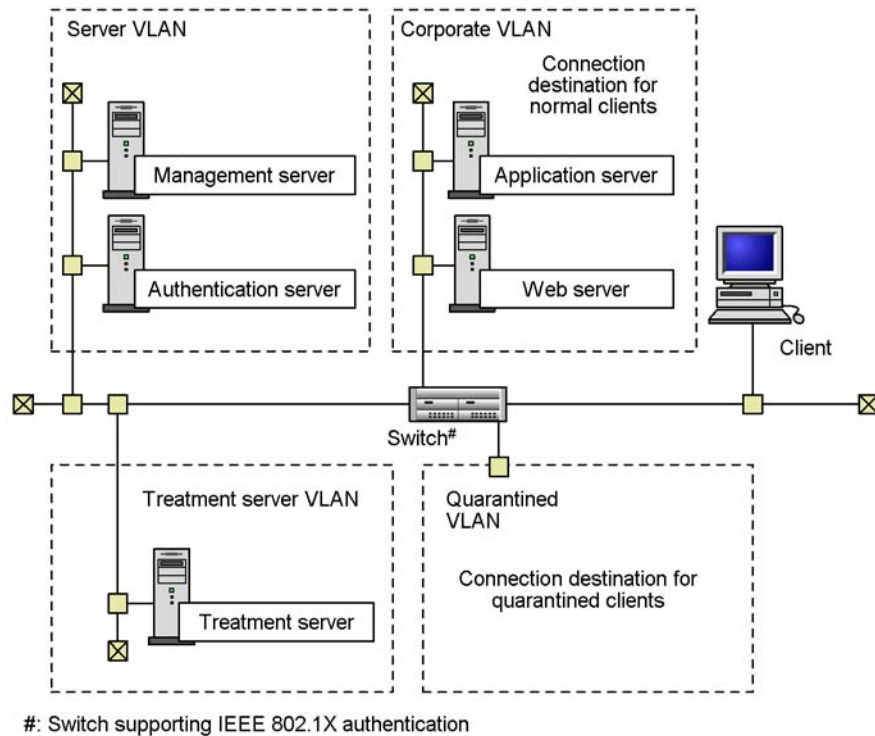 Server VLAN
Management server
Authentication server
Corporate VLAN
Connection
destination for
normal clients
Application server
Web server
Client
Switch#
Treatment server VLAN
Treatment server
Quarantined
VLAN
Connection destination for
quarantined clients
#: Switch supporting IEEE 802.1X authentication